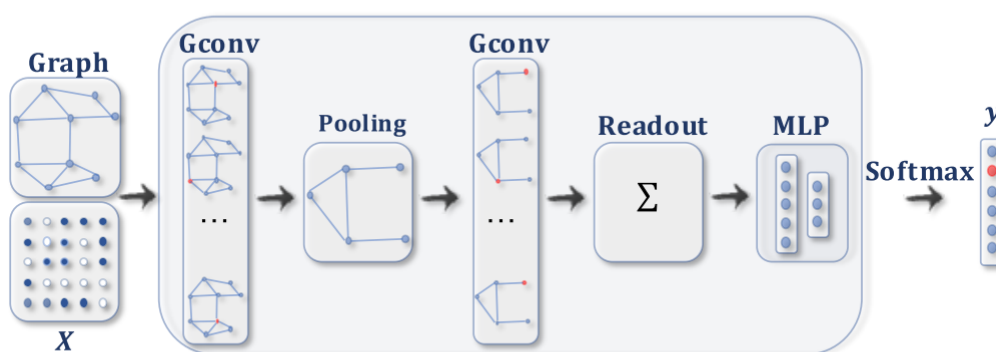 Graph
X
Gconv
...
Pooling
Gconv
...
Readout
Σ
MLP
Softmax
y